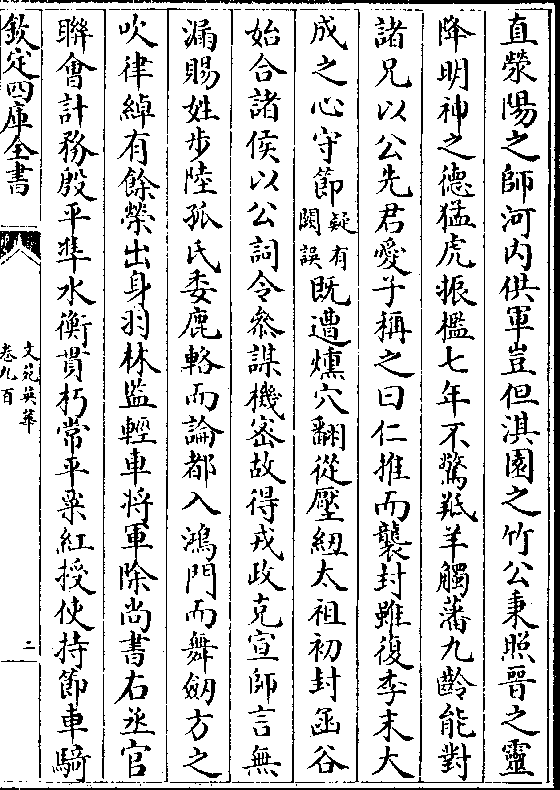 直滎陽之師河内供軍豈但淇園之竹公秉照晉之靈
降明神之德猛虎振檻七年不驚羝羊觸藩九齡能對
諸兄以公先君愛子稱之曰仁推而襲封雖復季末大
成之心守節疑有闕誤既遭燻穴翻從壓紐太祖初封函谷
始合諸侯以公詞令叅謀機密故得戎政克宣師言無
漏賜姓步陸孤氏委鹿輅而論都入鴻門而舞劒方之
吹律綽有餘榮出身羽林監輕車將軍除尚書右丞官
聯會計務殷平準水衡貫朽常平粟紅授使持節車騎
欽定四庫全書
文苑英華
卷九百
二